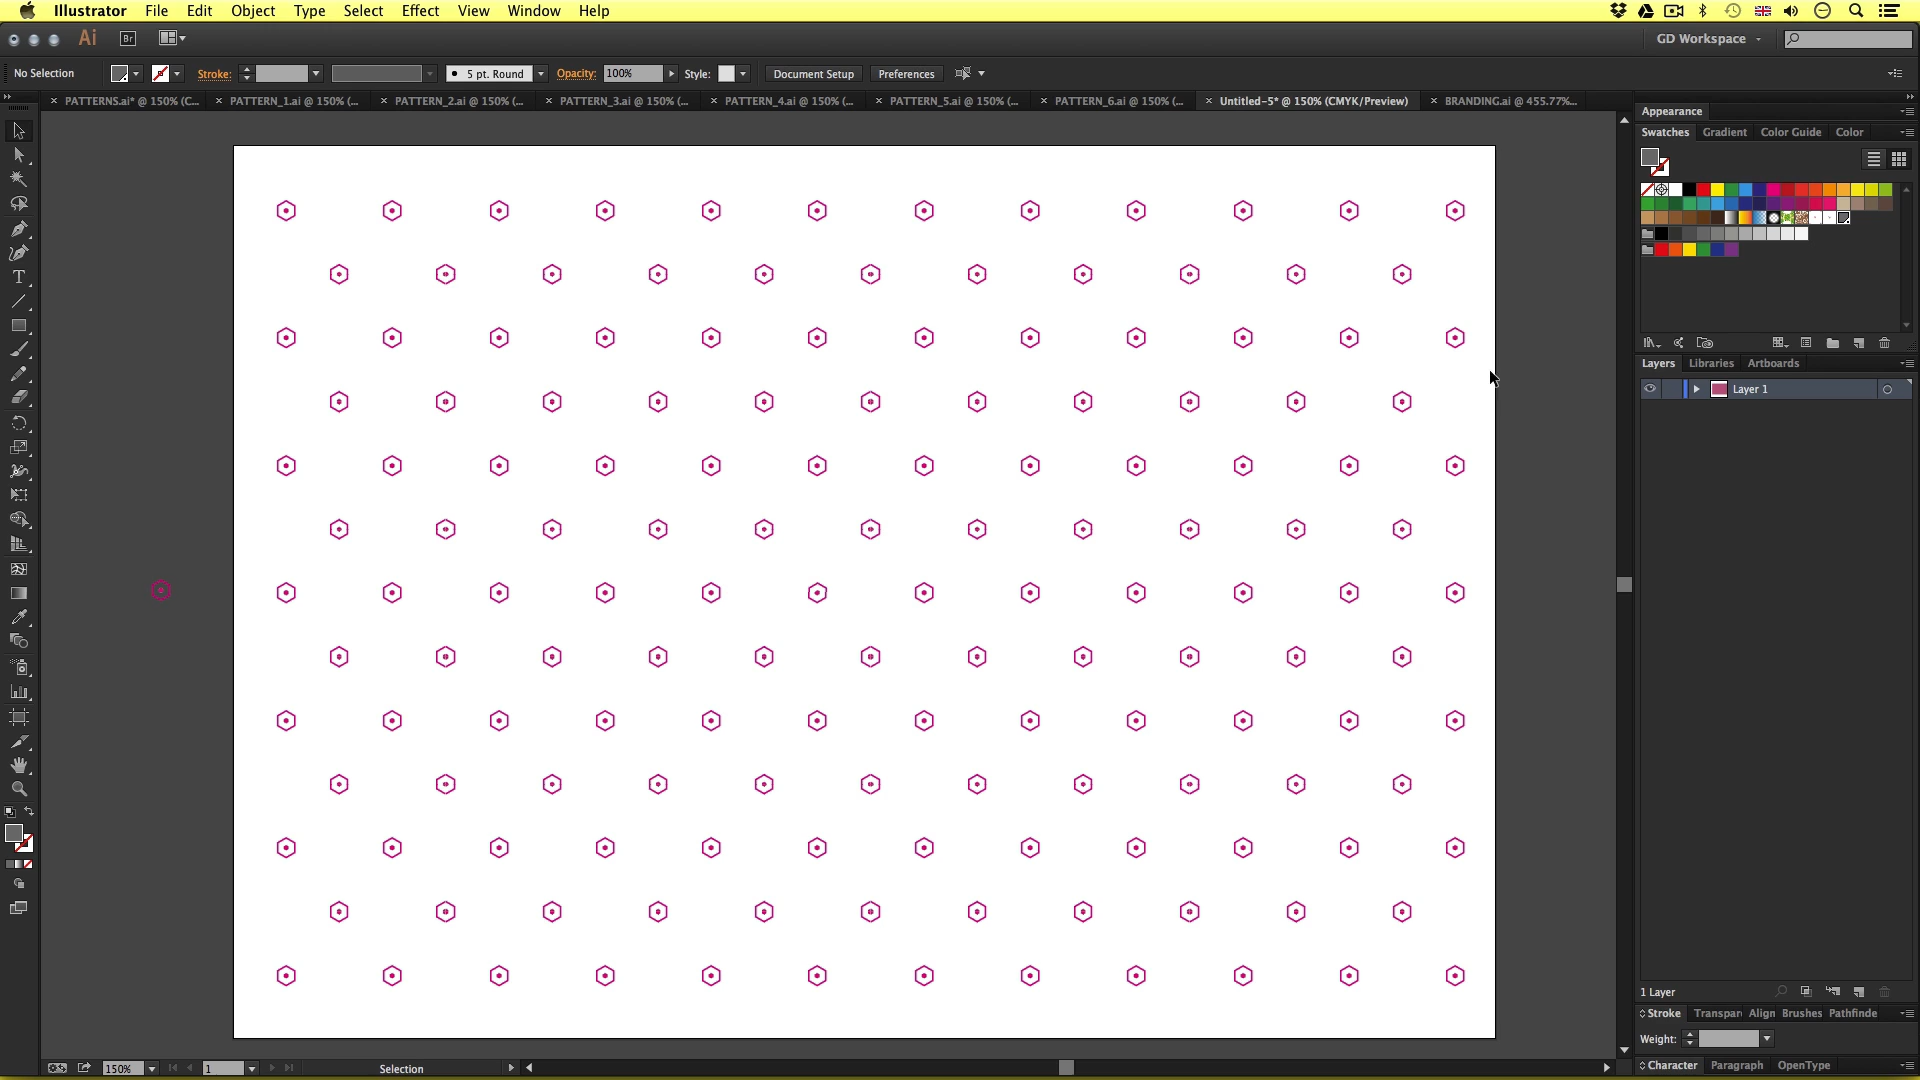 Illustrator File Edit Object Type Select Effect View Window Help
Ai Br GD Workspace
No Selection Stroke: 5 pt. Round Opacity: 100% Style: Document Setup Preferences
PATTERNS.ai* @ 150% (C... PATTERN_1.ai @ 150% (... PATTERN_2.ai @ 150% (... PATTERN_3.ai @ 150% (... PATTERN_4.ai @ 150% (... PATTERN_5.ai @ 150% (... PATTERN_6.ai @ 150% (... Untitled-5* @ 150% (CMYK/Preview) BRANDING.ai @ 455.77%...
Appearance
Swatches Gradient Color Guide Color
Layers Libraries Artboards
Layer 1
1 Layer
Stroke Transpar Align Brushes Pathfinde
Weight:
Character Paragraph OpenType
150% 1 Selection